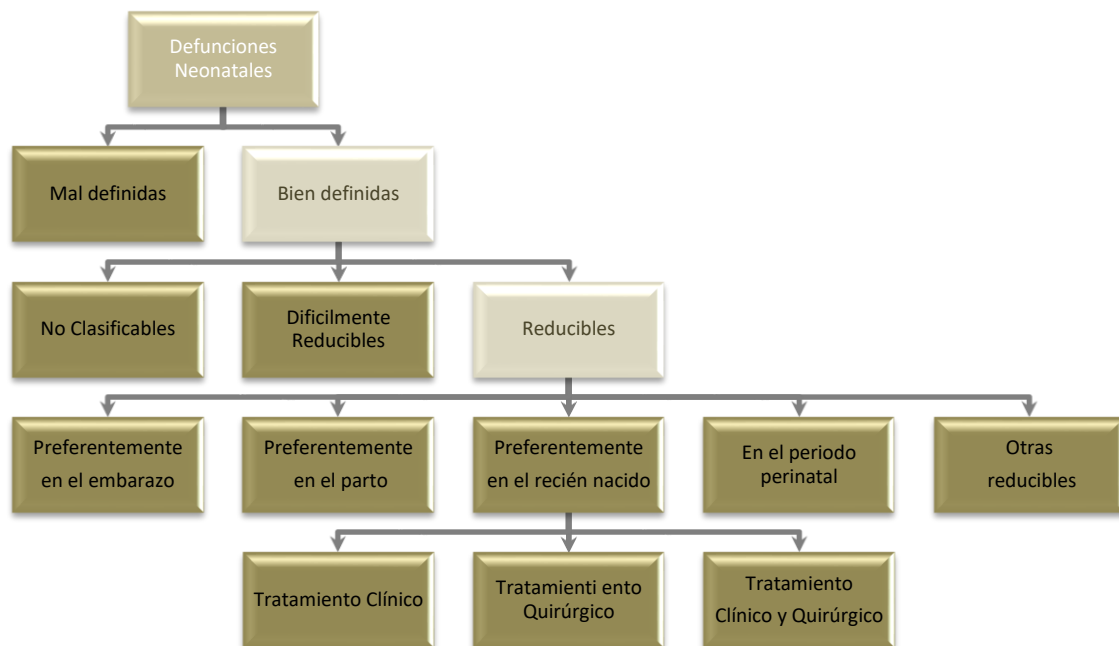 Defunciones
Neonatales
Mal definidas
Bien definidas
No Clasificables
Dificilmente
Reducibles
Reducibles
Preferentemente
en el embarazo
Preferentemente
en el parto
Preferentemente
en el recién nacido
En el periodo
perinatal
Otras
reducibles
Tratamiento Clínico
Tratamienti ento
Quirúrgico
Tratamiento
Clínico y Quirúrgico